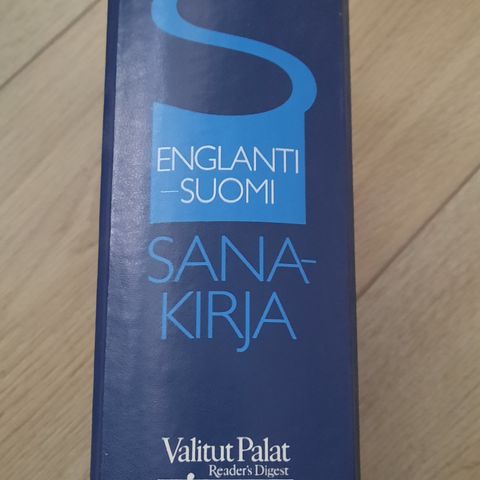 ENGLANTI
–SUOMI
SANA-
KIRJA
Valitut Palat
Reader's Digest